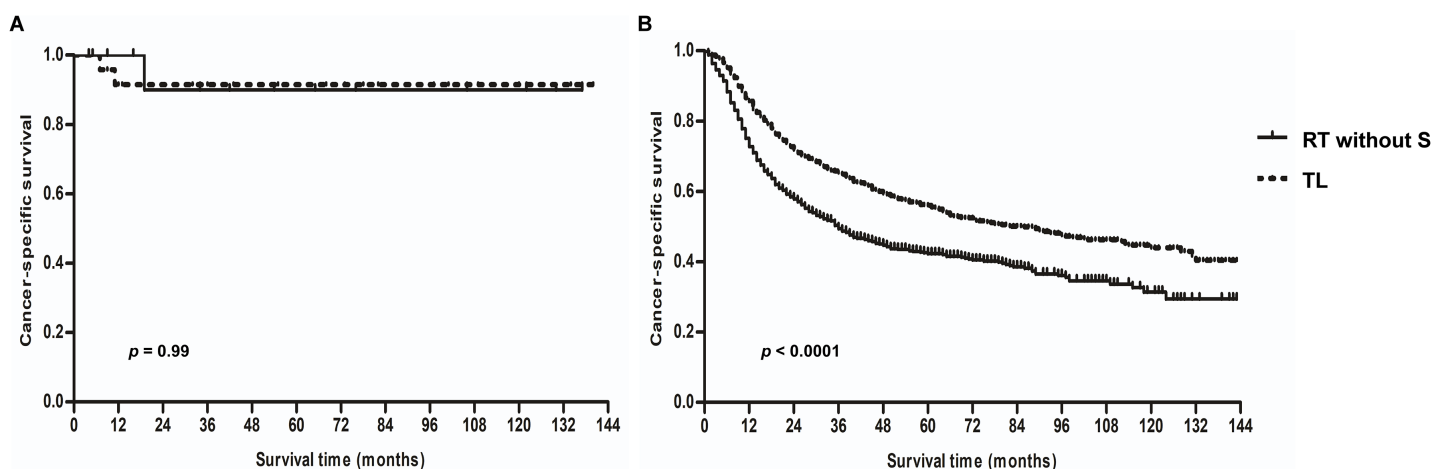 A
1.0
0.8
0.6
0.4
0.2
0.0
Cancer-specific survival
p = 0.99
0 12 24 36 48 60 72 84 96 108 120 132 144
Survival time (months)
B
1.0
0.8
0.6
0.4
0.2
0.0
Cancer-specific survival
p < 0.0001
0 12 24 36 48 60 72 84 96 108 120 132 144
Survival time (months)
RT without S
TL